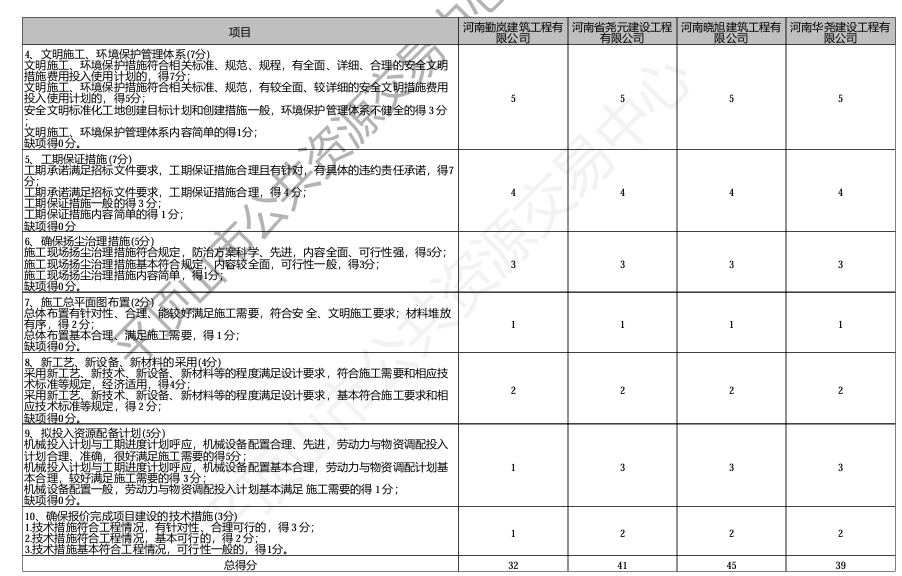 项目
河南勤岚建筑工程有限公司
河南省尧元建设工程有限公司
河南晓旭建筑工程有限公司
河南华尧建设工程有限公司
4、文明施工、环境保护管理体系(7分)
文明施工、环境保护措施符合相关标准、规范、规程，有全面、详细、合理的安全文明
措施费用投入使用计划的，得7分；
文明施工、环境保护措施符合相关标准、规范，有较全面、较详细的安全文明措施费用
投入使用计划的，得5分；
安全文明标准化工地创建目标计划和创建措施一般，环境保护管理体系不健全的得 3 分
；
文明施工、环境保护管理体系内容简单的得1分；
缺项得0分。
5 5 5 5
5、工期保证措施(7分)
工期承诺满足招标文件要求，工期保证措施合理且有针对，有具体的违约责任承诺，得7
分；
工期承诺满足招标文件要求，工期保证措施合理，得 4 分；
工期保证措施一般的得 3 分；
工期保证措施内容简单的得 1 分；
缺项得0分
4 4 4 4
6、确保扬尘治理措施(5分)
施工现场扬尘治理措施符合规定，防治方案科学、先进，内容全面、可行性强，得5分；
施工现场扬尘治理措施基本符合规定，内容较全面，可行性一般，得3分；
施工现场扬尘治理措施内容简单，得1分；
缺项得0分。
3 3 3 3
7、施工总平面图布置(2分)
总体布置有针对性、合理、能较好满足施工需要，符合安 全、文明施工要求；材料堆放
有序，得 2 分；
总体布置基本合理、满足施工需要，得 1 分；
缺项得0分。
1 1 1 1
8、新工艺、新设备、新材料的采用(4分)
采用新工艺、新技术、新设备、新材料等的程度满足设计要求，符合施工需要和相应技
术标准等规定，经济适用，得4分；
采用新工艺、新技术、新设备、新材料等的程度满足设计要求，基本符合施工要求和相
应技术标准等规定，得 2 分；
缺项得0分。
2 2 2 2
9、拟投入资源配备计划(5分)
机械投入计划与工期进度计划呼应，机械设备配置合理、先进，劳动力与物资调配投入
计划合理、准确，很好满足施工需要的得5分；
机械投入计划与工期进度计划呼应，机械设备配置基本合理，劳动力与物资调配计划基
本合理，较好满足施工需要的得 3 分；
机械设备配置一般，劳动力与物资调配投入计划基本满足 施工需要的得 1 分；
缺项得0分。
1 3 3 3
10、确保报价完成项目建设的技术措施(3分)
1.技术措施符合工程情况，有针对性、合理可行的，得 3 分；
2.技术措施符合工程情况，基本可行的，得 2 分；
3.技术措施基本符合工程情况，可行性一般的，得1分。
1 2 2 2
总得分 32 41 45 39
平顶山市公共资源交易中心
平顶山市公共资源交易中心